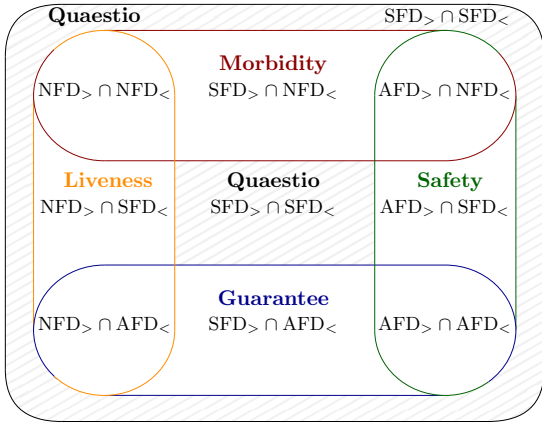 Quaestio SFD> ∩ SFD<
Morbidity
NFD> ∩ NFD< SFD> ∩ NFD< AFD> ∩ NFD<
Liveness Quaestio Safety
NFD> ∩ SFD< SFD> ∩ SFD< AFD> ∩ SFD<
Guarantee
NFD> ∩ AFD< SFD> ∩ AFD< AFD> ∩ AFD<